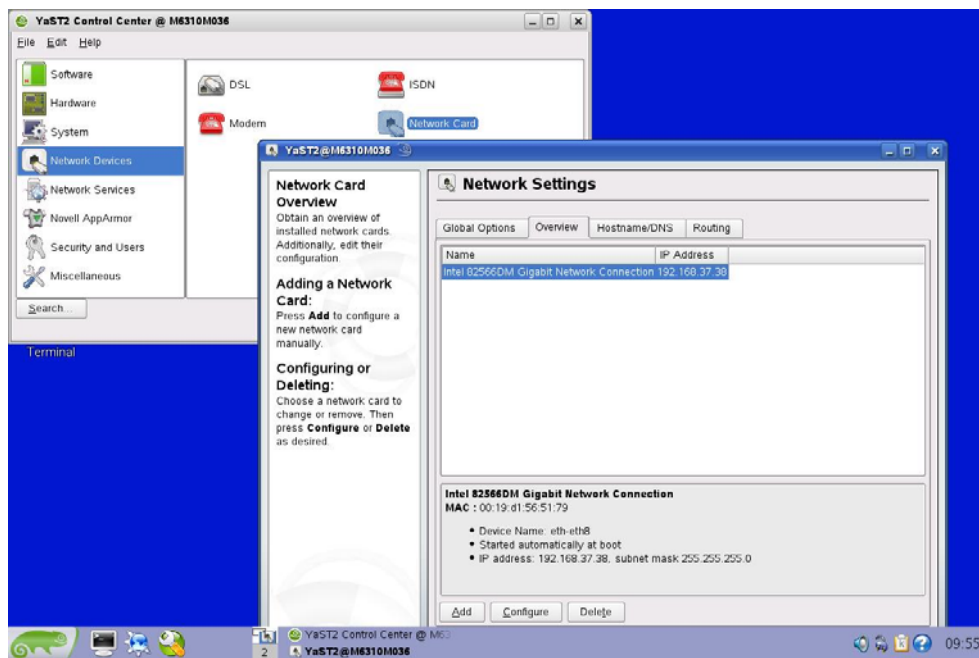 YaST2 Control Center @ M6310M036
File Edit Help
Software
Hardware
System
Network Devices
Network Services
Novell AppArmor
Security and Users
Miscellaneous
Search...
DSL
ISDN
Modem
Network Card
Terminal
YaST2@M6310M036
Network Card
Overview
Obtain an overview of
installed network cards.
Additionally, edit their
configuration.
Adding a Network
Card:
Press Add to configure a
new network card
manually.
Configuring or
Deleting:
Choose a network card to
change or remove. Then
press Configure or Delete
as desired.
Network Settings
Global Options Overview Hostname/DNS Routing
Name IP Address
Intel 82566DM Gigabit Network Connection 192.168.37.38
Intel 82566DM Gigabit Network Connection
MAC : 00:19:d1:56:51:79
• Device Name: eth-eth8
• Started automatically at boot
• IP address: 192.168.37.38, subnet mask 255.255.255.0
Add Configure Delete
2
YaST2 Control Center @ M63
YaST2@M6310M036
09:55